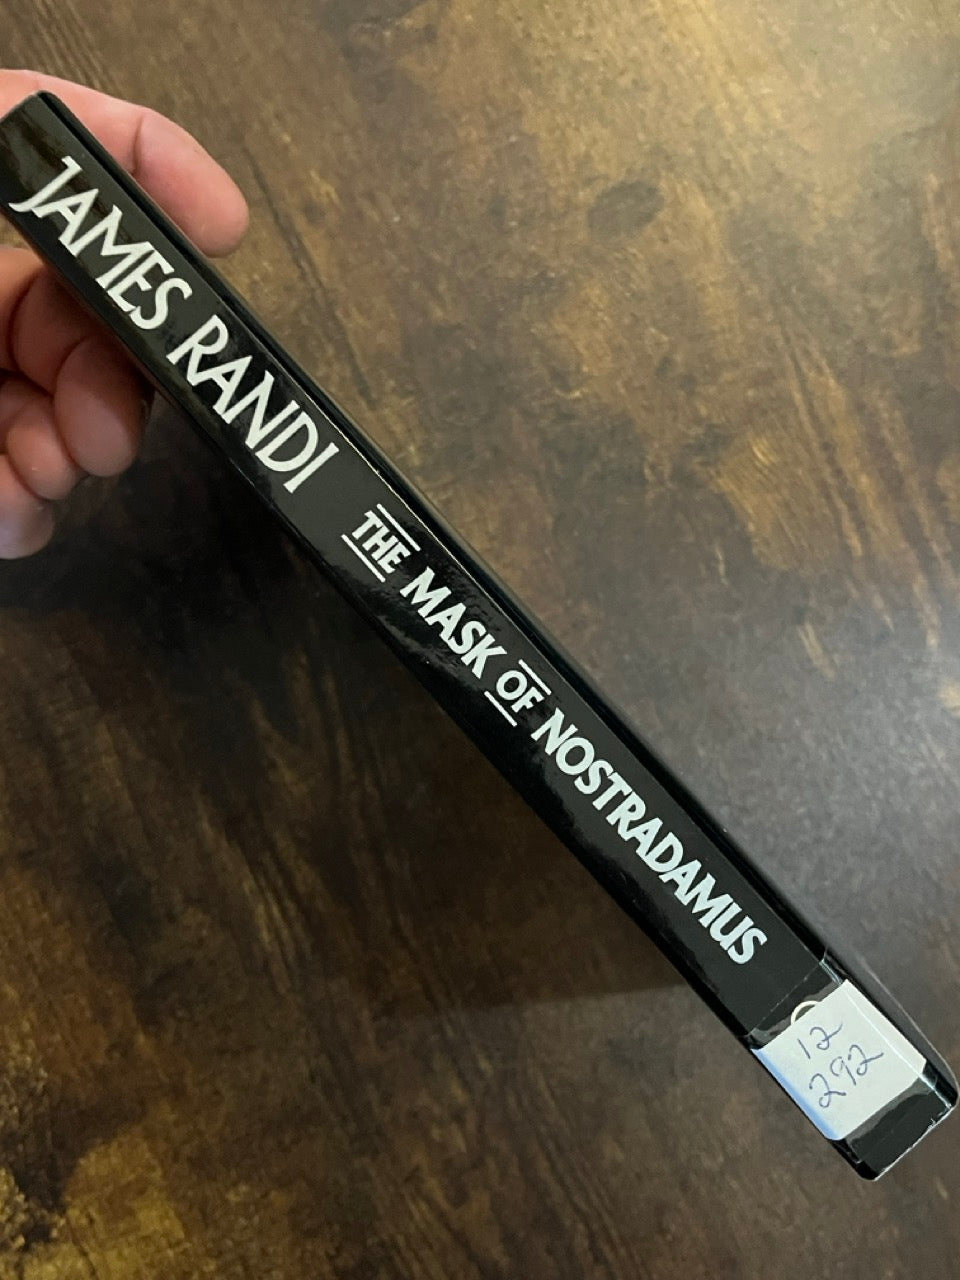 JAMES RANDI THE MASK OF NOSTRADAMUS
12
292